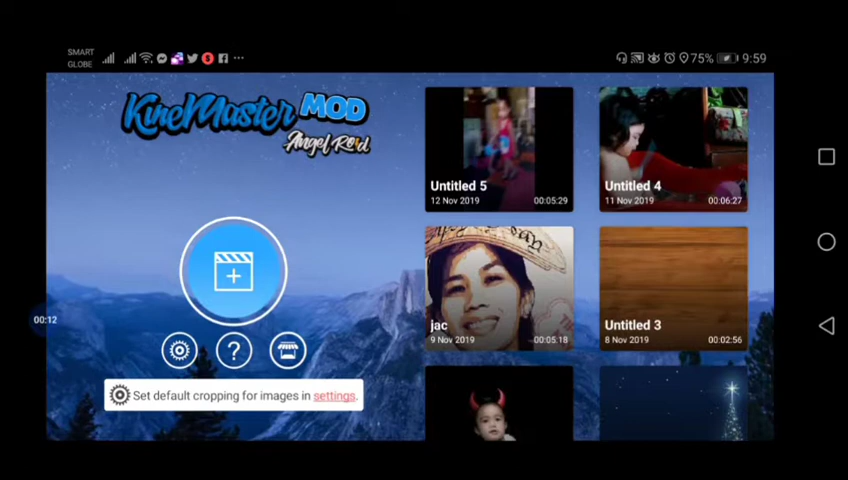 SMART
GLOBE
75%
9:59
KineMaster MOD
Untitled 5
12 Nov 2019
00:05:29
Untitled 4
11 Nov 2019
00:06:27
jac
9 Nov 2019
00:05:18
Untitled 3
8 Nov 2019
00:02:56
00:12
?
Set default cropping for images in settings.